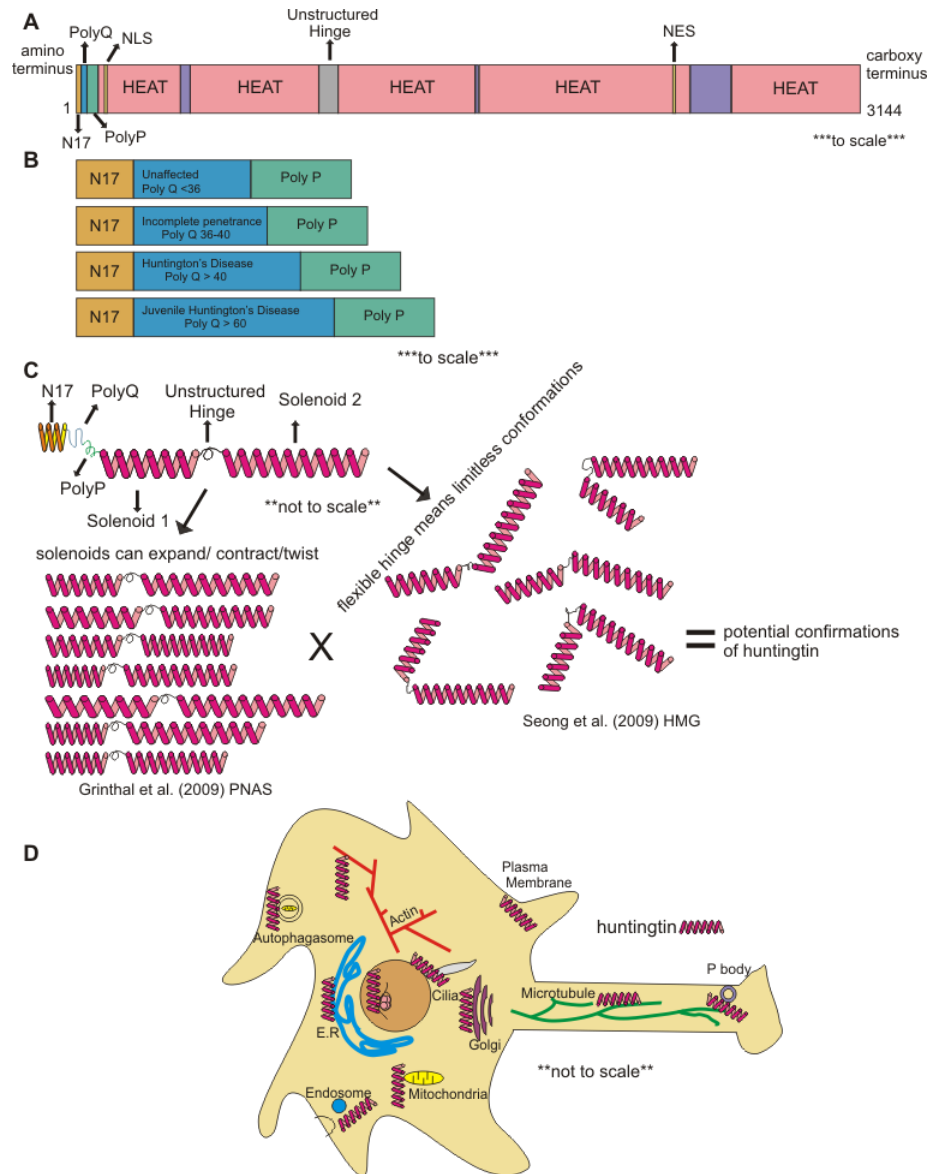 A
PolyQ
NLS
Unstructured
Hinge
NES
amino
terminus
carboxy
terminus
HEAT HEAT HEAT HEAT HEAT
1
3144
N17
PolyP
***to scale***
B
N17 Unaffected Poly P
Poly Q <36
N17 Incomplete penetrance Poly P
Poly Q 36-40
N17 Huntington's Disease Poly P
Poly Q > 40
N17 Juvenile Huntington's Disease Poly P
Poly Q > 60
***to scale***
C
N17
PolyQ
Unstructured
Hinge
Solenoid 2
PolyP
Solenoid 1
**not to scale**
solenoids can expand/ contract/twist
flexible hinge means limitless conformations
X
=
potential confirmations
of huntingtin
Seong et al. (2009) HMG
Grinthal et al. (2009) PNAS
D
Plasma
Membrane
Actin
huntingtin
Autophagasome
P body
Cilia
Microtubule
E.R
Golgi
**not to scale**
Endosome
Mitochondria